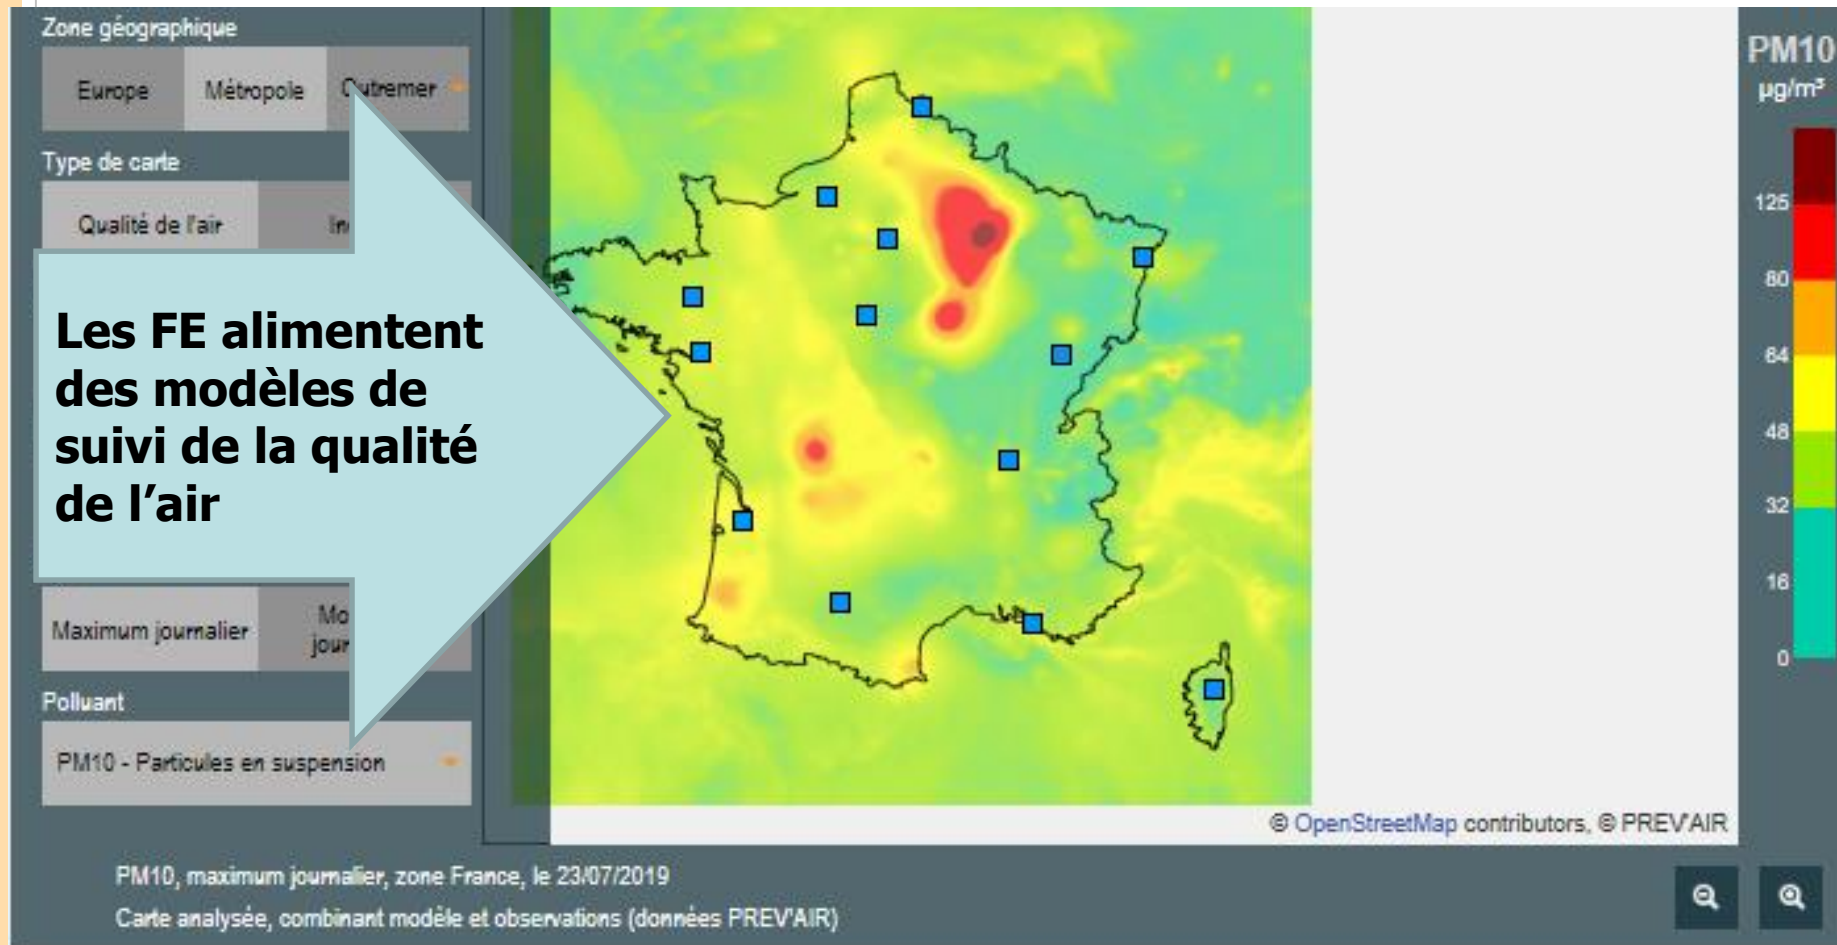 Zone géographique
Europe Métropole Outremer
Type de carte
Qualité de l'air
Les FE alimentent
des modèles de
suivi de la qualité
de l’air
Maximum journalier
Polluant
PM10 - Particules en suspension
PM10
µg/m³
125
80
64
48
32
16
0
© OpenStreetMap contributors, © PREV'AIR
PM10, maximum journalier, zone France, le 23/07/2019
Carte analysée, combinant modèle et observations (données PREV'AIR)